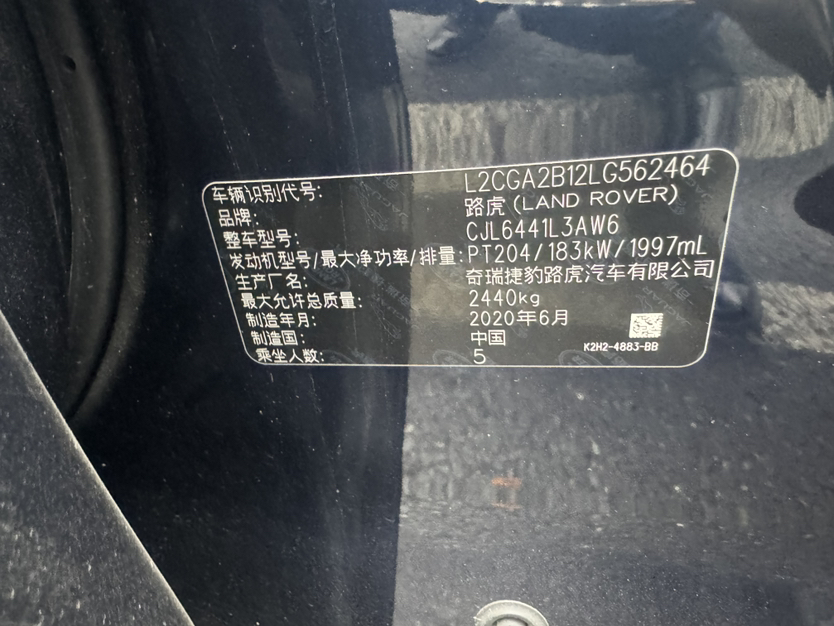 车辆识别代号: L2CGA2B12LG562464
品牌: 路虎(LAND ROVER)
整车型号: CJL6441L3AW6
发动机型号/最大净功率/排量: PT204/183kW/1997mL
生产厂名: 奇瑞捷豹路虎汽车有限公司
最大允许总质量: 2440kg
制造年月: 2020年6月
制造国: 中国
乘坐人数: 5
K2H2-4883-BB